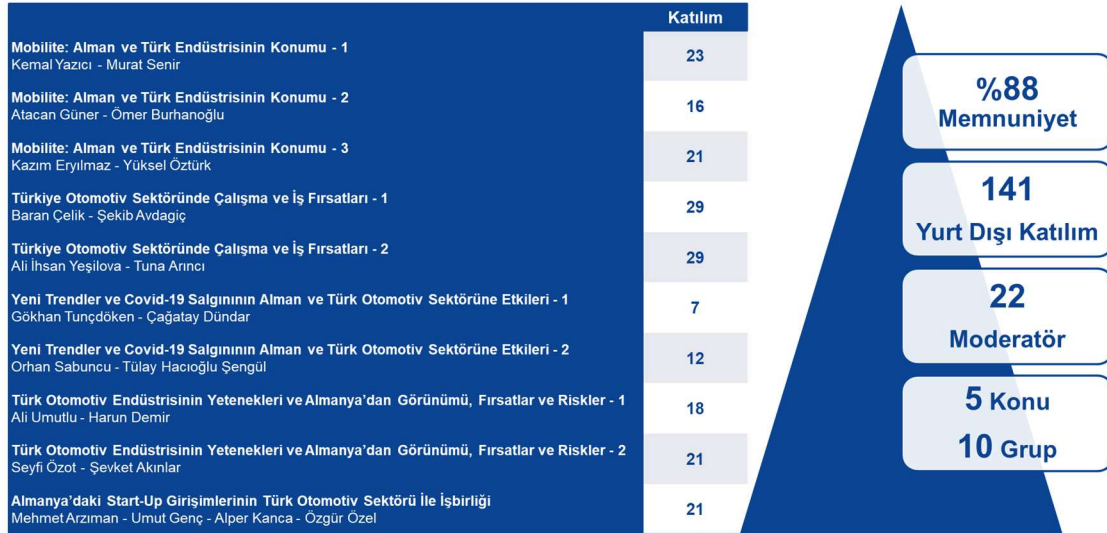 Katılım
Mobilite: Alman ve Türk Endüstrisinin Konumu - 1
Kemal Yazıcı - Murat Senir
23
Mobilite: Alman ve Türk Endüstrisinin Konumu - 2
Atacan Güner - Ömer Burhanoğlu
16
Mobilite: Alman ve Türk Endüstrisinin Konumu - 3
Kazım Eryılmaz - Yüksel Öztürk
21
Türkiye Otomotiv Sektöründe Çalışma ve İş Fırsatları - 1
Baran Çelik - Şekib Avdagiç
29
Türkiye Otomotiv Sektöründe Çalışma ve İş Fırsatları - 2
Ali İhsan Yeşilova - Tuna Arıncı
29
Yeni Trendler ve Covid-19 Salgınının Alman ve Türk Otomotiv Sektörüne Etkileri - 1
Gökhan Tunçdöken - Çağatay Dündar
7
Yeni Trendler ve Covid-19 Salgınının Alman ve Türk Otomotiv Sektörüne Etkileri - 2
Orhan Sabuncu - Tülay Hacıoğlu Şengül
12
Türk Otomotiv Endüstrisinin Yetenekleri ve Almanya'dan Görünümü, Fırsatlar ve Riskler - 1
Ali Umutlu - Harun Demir
18
Türk Otomotiv Endüstrisinin Yetenekleri ve Almanya'dan Görünümü, Fırsatlar ve Riskler - 2
Seyfi Özot - Şevket Akınlar
21
Almanya'daki Start-Up Girişimlerinin Türk Otomotiv Sektörü İle İşbirliği
Mehmet Arzıman - Umut Genç - Alper Kanca - Özgür Özel
21
%88
Memnuniyet
141
Yurt Dışı Katılım
22
Moderatör
5 Konu
10 Grup